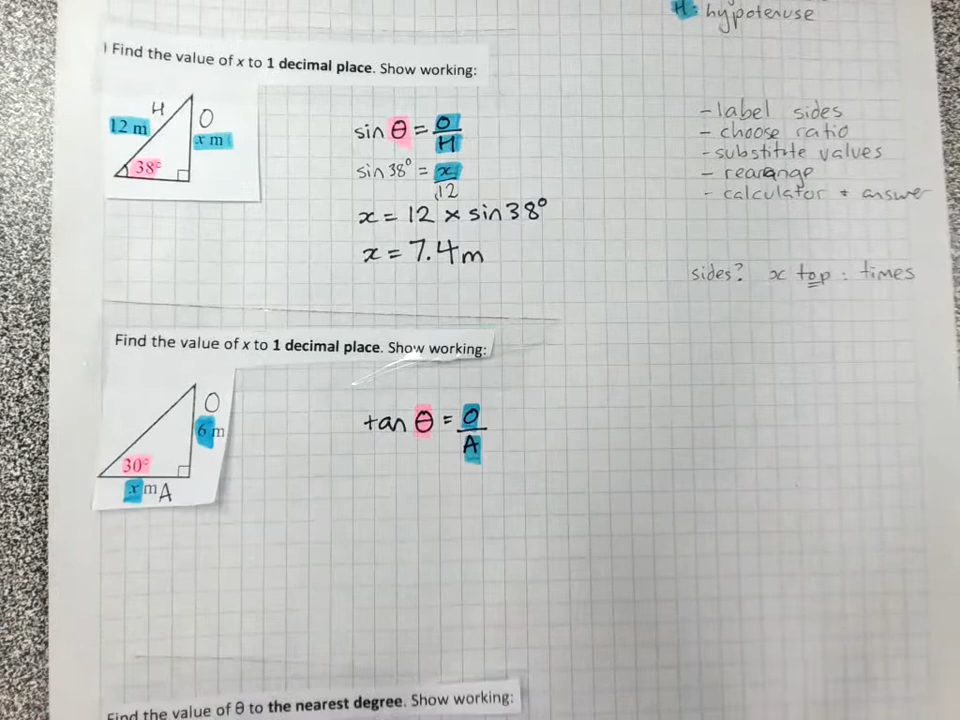 H: hypotenuse
) Find the value of x to 1 decimal place. Show working:
H
O
12 m
x m
38°
sin θ = O/H
sin 38° = x/12
x = 12 × sin 38°
x = 7.4m
- label sides
- choose ratio
- substitite values
- rearange
- calculator + answer
sides? x top : times
Find the value of x to 1 decimal place. Show working:
O
6 m
30°
x m A
tan θ = O/A
Find the value of θ to the nearest degree. Show working: